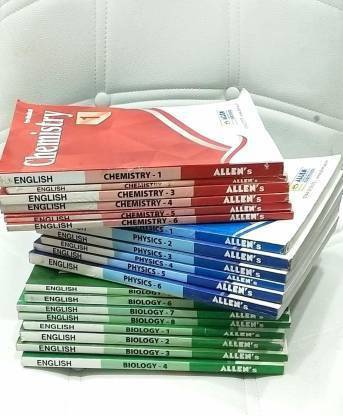 Chemistry
1
ALLEN
ENGLISH CHEMISTRY - 1 ALLEN's
ENGLISH CHEMISTRY ALLEN's
ENGLISH CHEMISTRY - 3 ALLEN's
ENGLISH CHEMISTRY - 4 ALLEN's
ENGLISH CHEMISTRY - 5 ALLEN's
ENGLISH CHEMISTRY - 6 ALLEN's
ENGLISH PHYSICS - 1 ALLEN's
ENGLISH PHYSICS - 2 ALLEN's
ENGLISH PHYSICS - 3 ALLEN's
ENGLISH PHYSICS - 4 ALLEN's
ENGLISH PHYSICS - 5 ALLEN's
PHYSICS - 6 ALLEN's
ENGLISH BIOLOGY
ENGLISH BIOLOGY - 6 ALLEN's
ENGLISH BIOLOGY - 7 ALLEN's
ENGLISH BIOLOGY - 8 ALLEN's
ENGLISH BIOLOGY - 1 ALLEN's
ENGLISH BIOLOGY - 2 ALLEN's
ENGLISH BIOLOGY - 3 ALLEN's
ENGLISH BIOLOGY - 4 ALLEN's